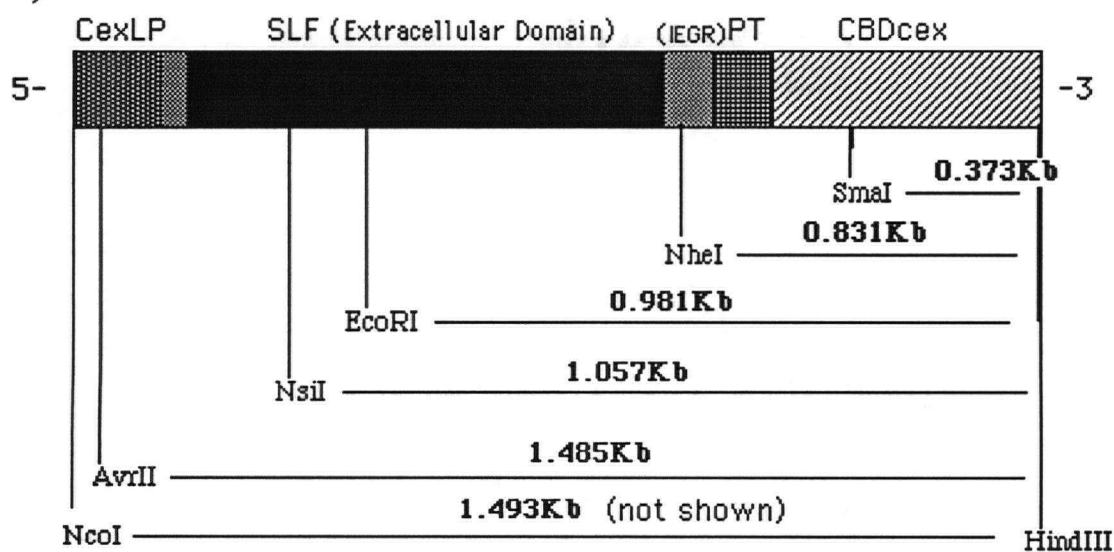 CexLP SLF (Extracellular Domain) (IEGR)PT CBDcex
5- -3
0.373Kb
SmaI
0.831Kb
NheI
0.981Kb
EcoRI
1.057Kb
NsiI
1.485Kb
AvrII
1.493Kb (not shown)
NcoI HindIII